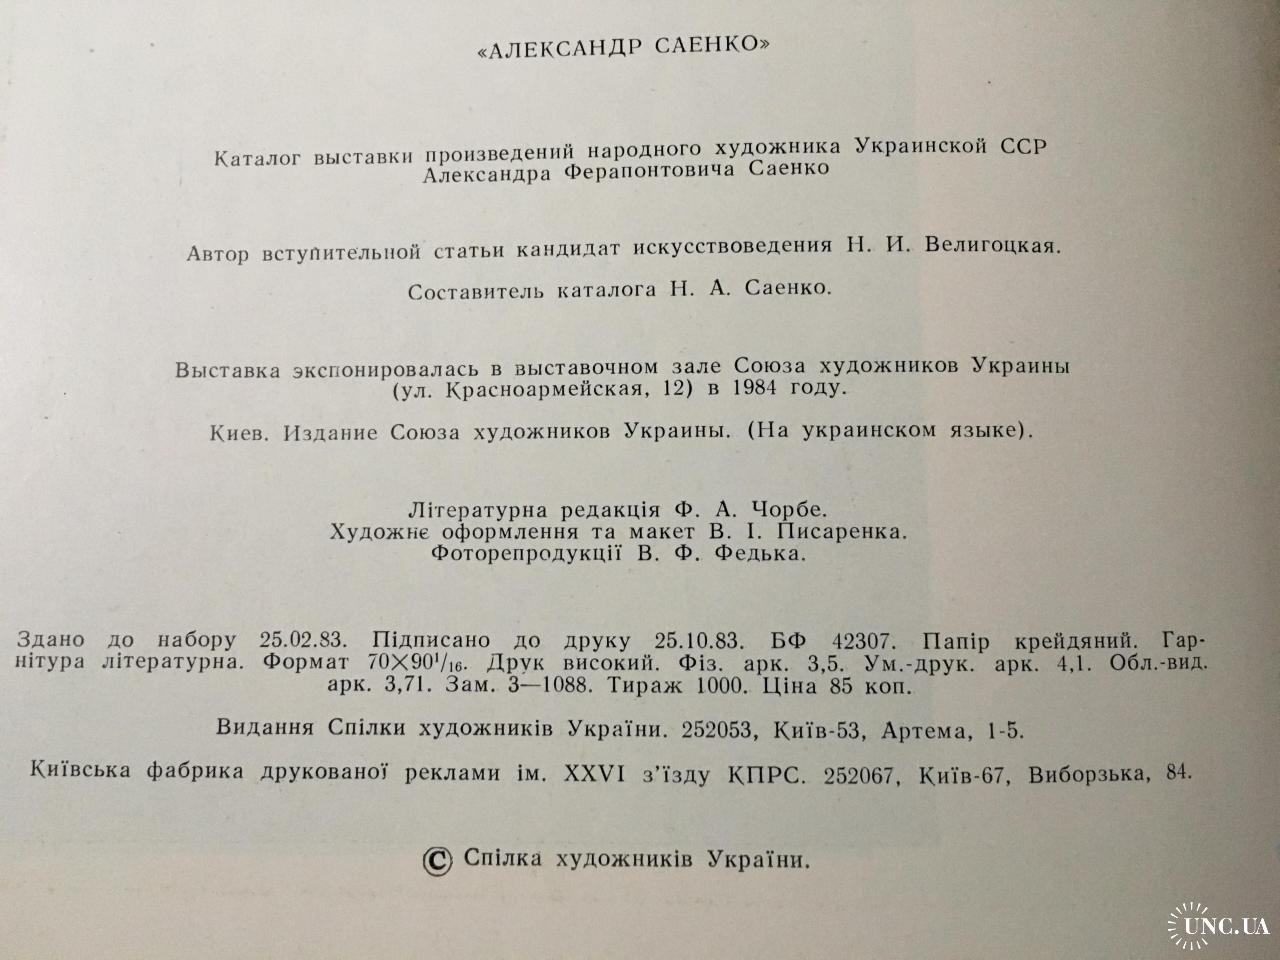 «АЛЕКСАНДР САЕНКО»
Каталог выставки произведений народного художника Украинской ССР
Александра Ферапонтовича Саенко
Автор вступительной статьи кандидат искусствоведения Н. И. Велигоцкая.
Составитель каталога Н. А. Саенко.
Выставка экспонировалась в выставочном зале Союза художников Украины
(ул. Красноармейская, 12) в 1984 году.
Киев. Издание Союза художников Украины. (На украинском языке).
Літературна редакція Ф. А. Чорбе.
Художнє оформлення та макет В. І. Писаренка.
Фоторепродукції В. Ф. Федька.
Здано до набору 25.02.83. Підписано до друку 25.10.83. БФ 42307. Папір крейдяний. Гар-
нітура літературна. Формат 70×90¹/₁₆. Друк високий. Фіз. арк. 3,5. Ум.-друк. арк. 4,1. Обл.-вид.
арк. 3,71. Зам. 3—1088. Тираж 1000. Ціна 85 коп.
Видання Спілки художників України. 252053, Київ-53, Артема, 1-5.
Київська фабрика друкованої реклами ім. XXVI з’їзду КПРС. 252067, Київ-67, Виборзька, 84.
© Спілка художників України.
UNC.UA